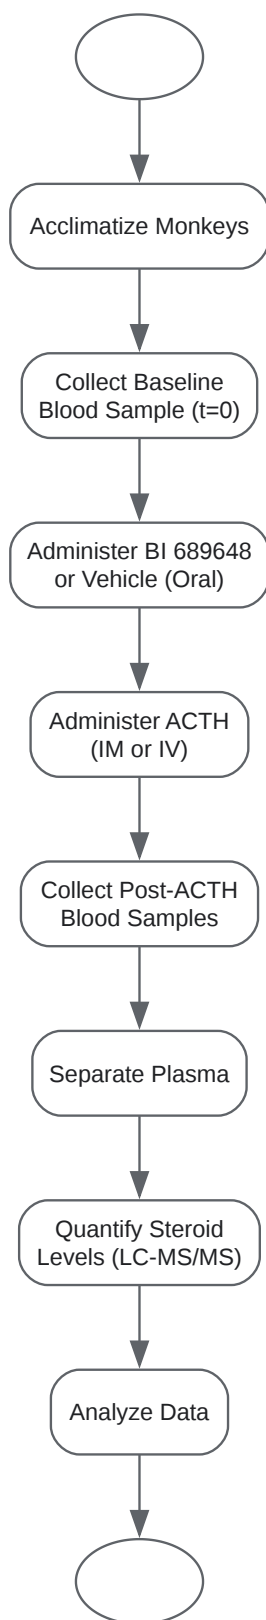 Acclimatize Monkeys
Collect Baseline
Blood Sample (t=0)
Administer BI 689648
or Vehicle (Oral)
Administer ACTH
(IM or IV)
Collect Post-ACTH
Blood Samples
Separate Plasma
Quantify Steroid
Levels (LC-MS/MS)
Analyze Data